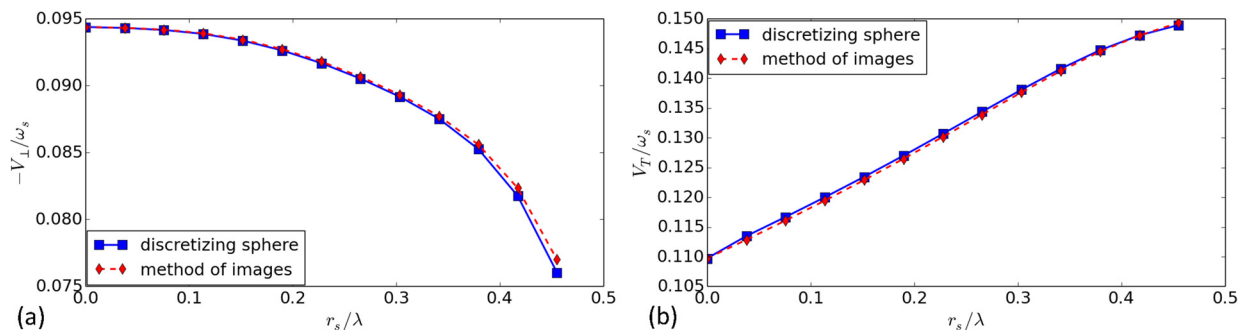 0.095
0.090
0.085
0.080
0.075
−V⊥/ωs
discretizing sphere
method of images
0.0 0.1 0.2 0.3 0.4 0.5
rs/λ
(a)
0.150
0.145
0.140
0.135
0.130
0.125
0.120
0.115
0.110
0.105
VT/ωs
discretizing sphere
method of images
0.0 0.1 0.2 0.3 0.4 0.5
rs/λ
(b)